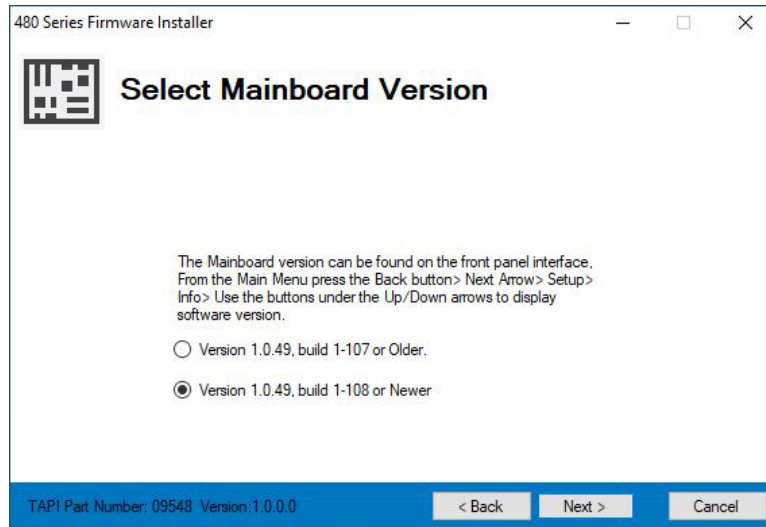 480 Series Firmware Installer
Select Mainboard Version
The Mainboard version can be found on the front panel interface,
From the Main Menu press the Back button> Next Arrow> Setup>
Info> Use the buttons under the Up/Down arrows to display
software version.
Version 1.0.49, build 1-107 or Older.
Version 1.0.49, build 1-108 or Newer
TAPI Part Number: 09548 Version:1.0.0.0
< Back
Next >
Cancel